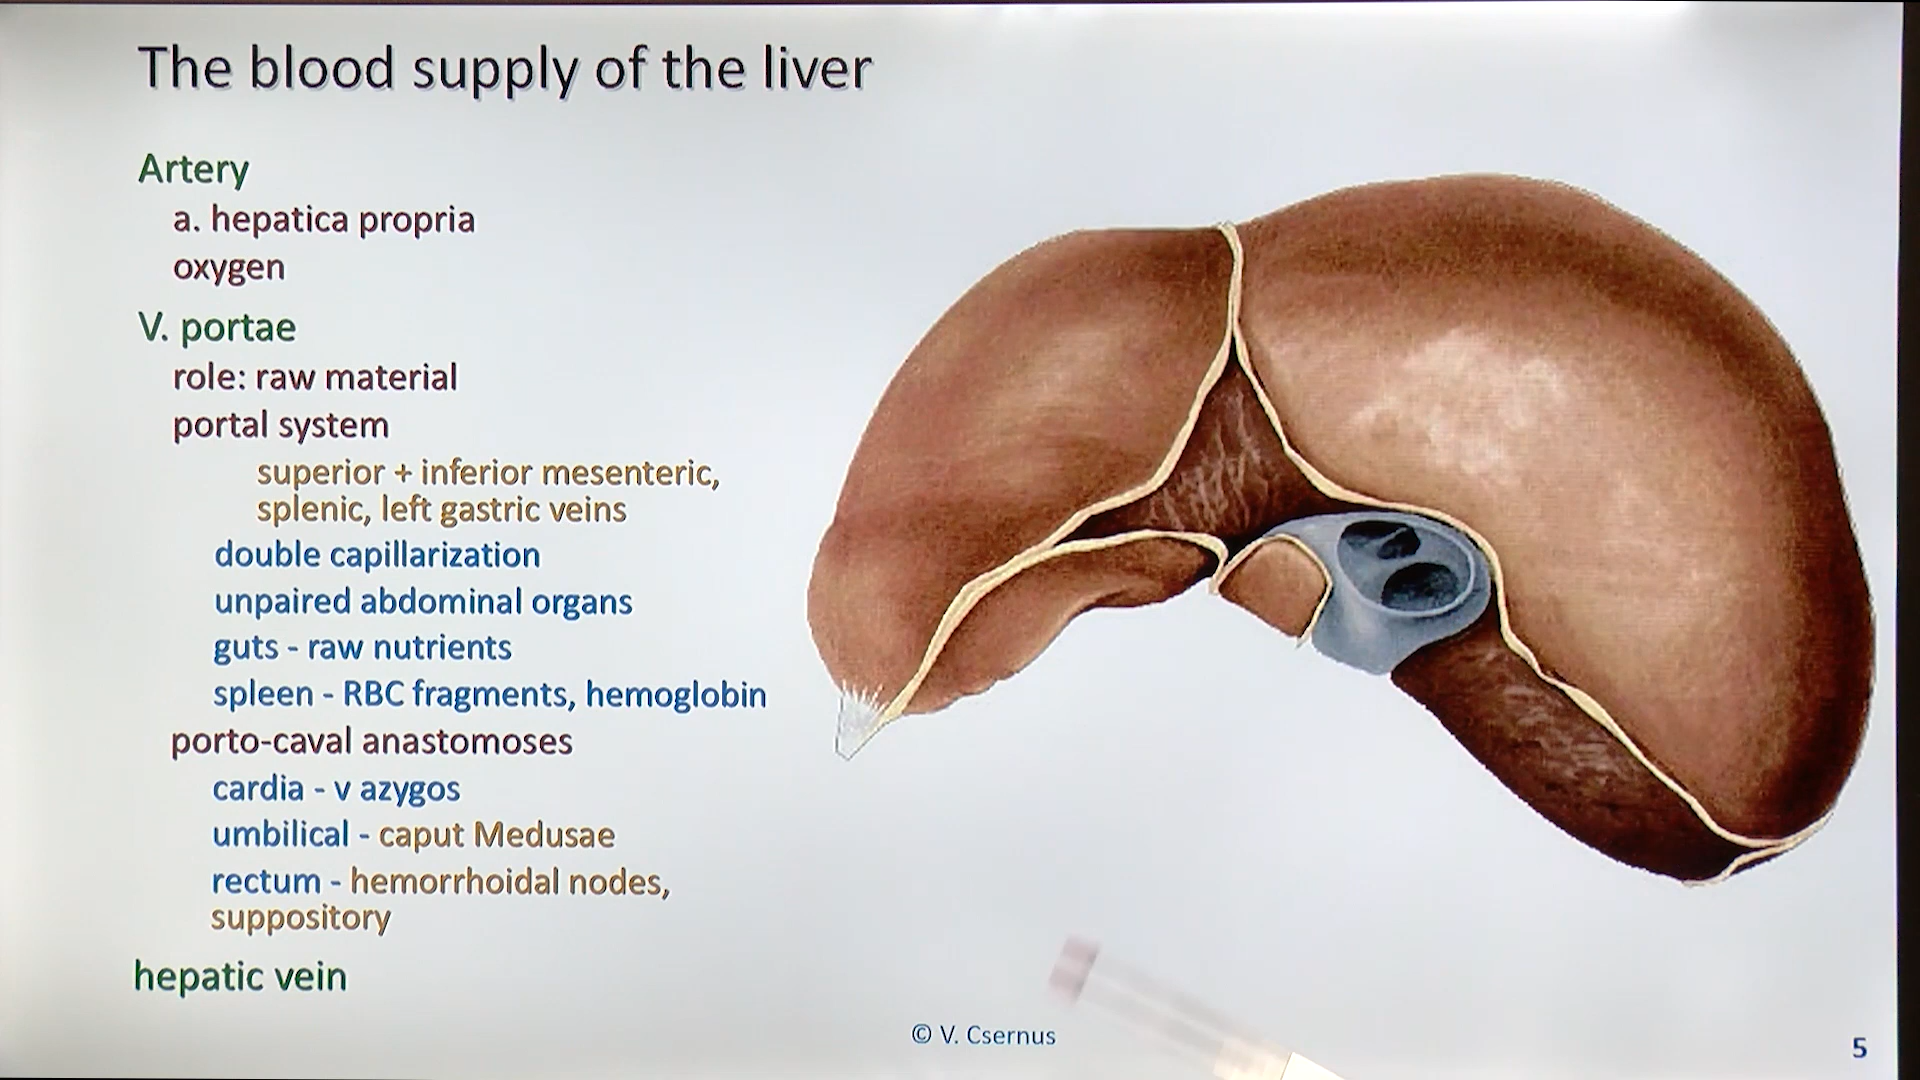 The blood supply of the liver
Artery
a. hepatica propria
oxygen
V. portae
role: raw material
portal system
superior + inferior mesenteric,
splenic, left gastric veins
double capillarization
unpaired abdominal organs
guts - raw nutrients
spleen - RBC fragments, hemoglobin
porto-caval anastomoses
cardia - v azygos
umbilical - caput Medusae
rectum - hemorrhoidal nodes,
suppository
hepatic vein
© V. Csernus
5